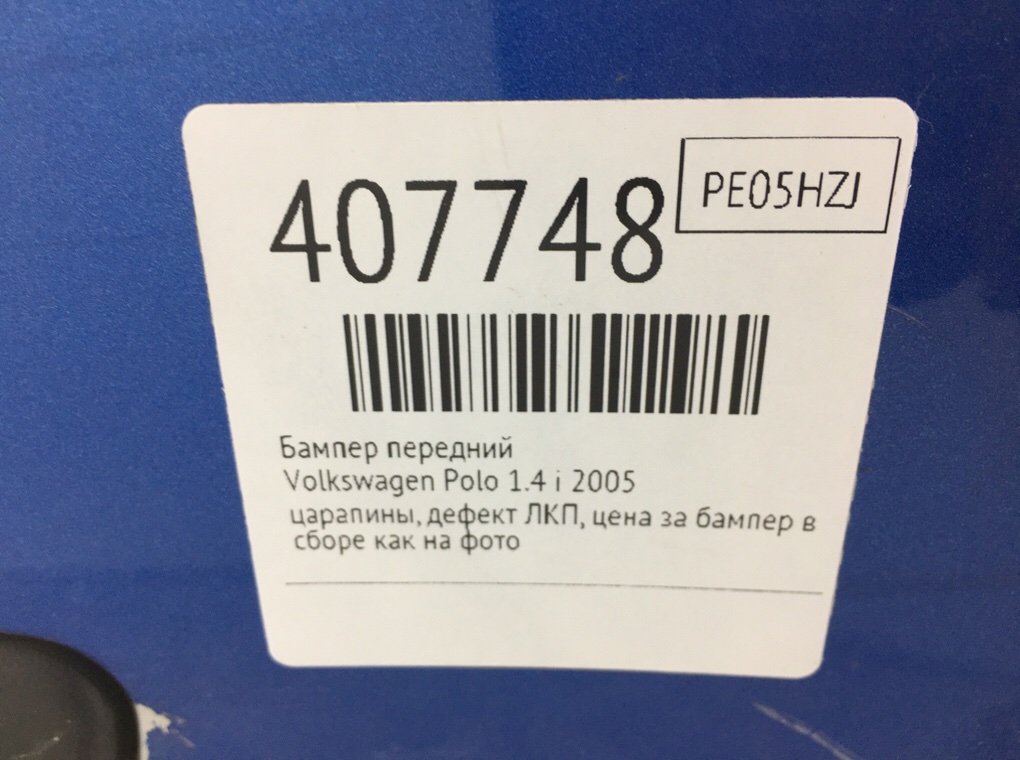 407748
PE05HZJ
Бампер передний
Volkswagen Polo 1.4 i 2005
царапины, дефект ЛКП, цена за бампер в
сборе как на фото